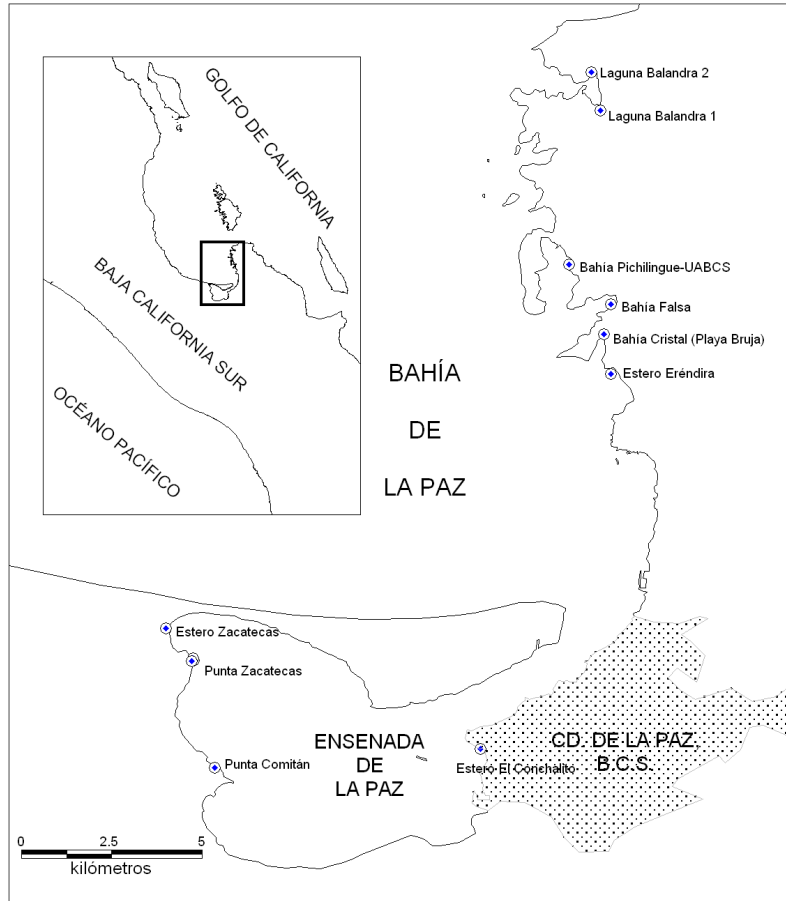 Laguna Balandra 2
Laguna Balandra 1
GOLFO DE CALIFORNIA
BAJA CALIFORNIA SUR
OCÉANO PACÍFICO
Bahía Pichilingue-UABCS
Bahía Falsa
Bahía Cristal (Playa Bruja)
Estero Eréndira
BAHÍA
DE
LA PAZ
Estero Zacatecas
Punta Zacatecas
Punta Comitán
ENSENADA
DE
LA PAZ
Estero El Conchalito
CD. DE LA PAZ,
B.C.S.
0 2.5 5
kilómetros